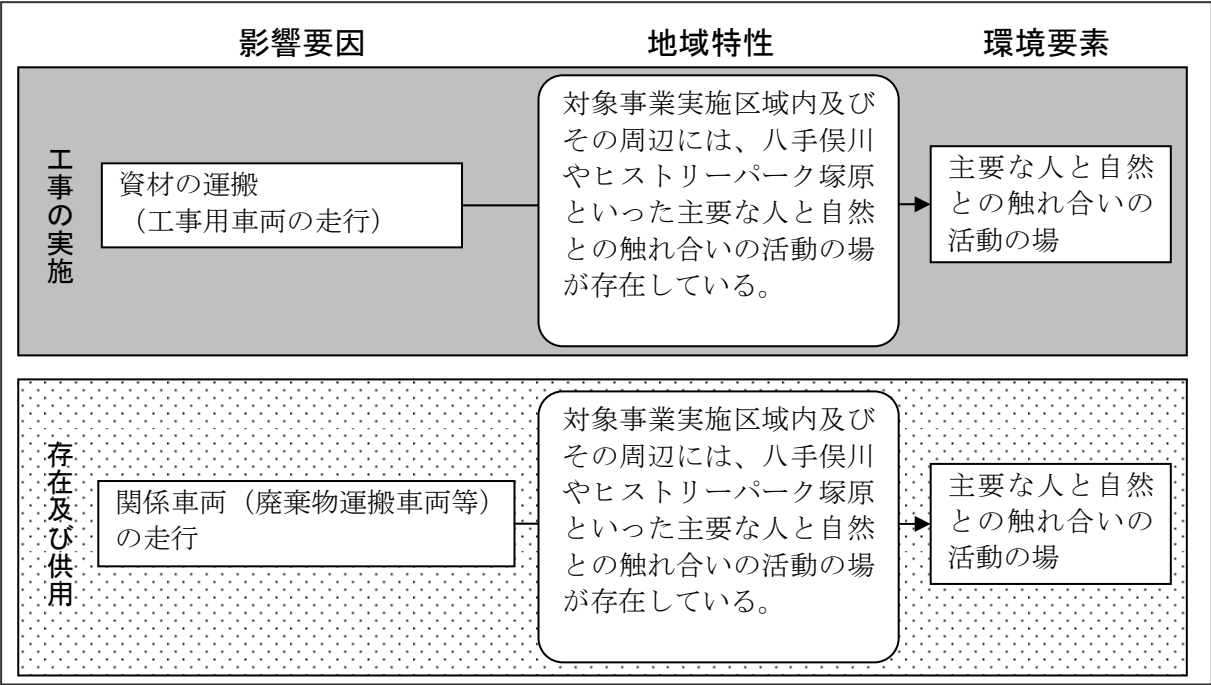 影響要因
地域特性
環境要素
工事の実施
資材の運搬
（工事用車両の走行）
対象事業実施区域内及び
その周辺には、八手俣川
やヒストリーパーク塚原
といった主要な人と自然
との触れ合いの活動の場
が存在している。
主要な人と自然
との触れ合いの
活動の場
存在及び供用
関係車両（廃棄物運搬車両等）
の走行
対象事業実施区域内及び
その周辺には、八手俣川
やヒストリーパーク塚原
といった主要な人と自然
との触れ合いの活動の場
が存在している。
主要な人と自然
との触れ合いの
活動の場